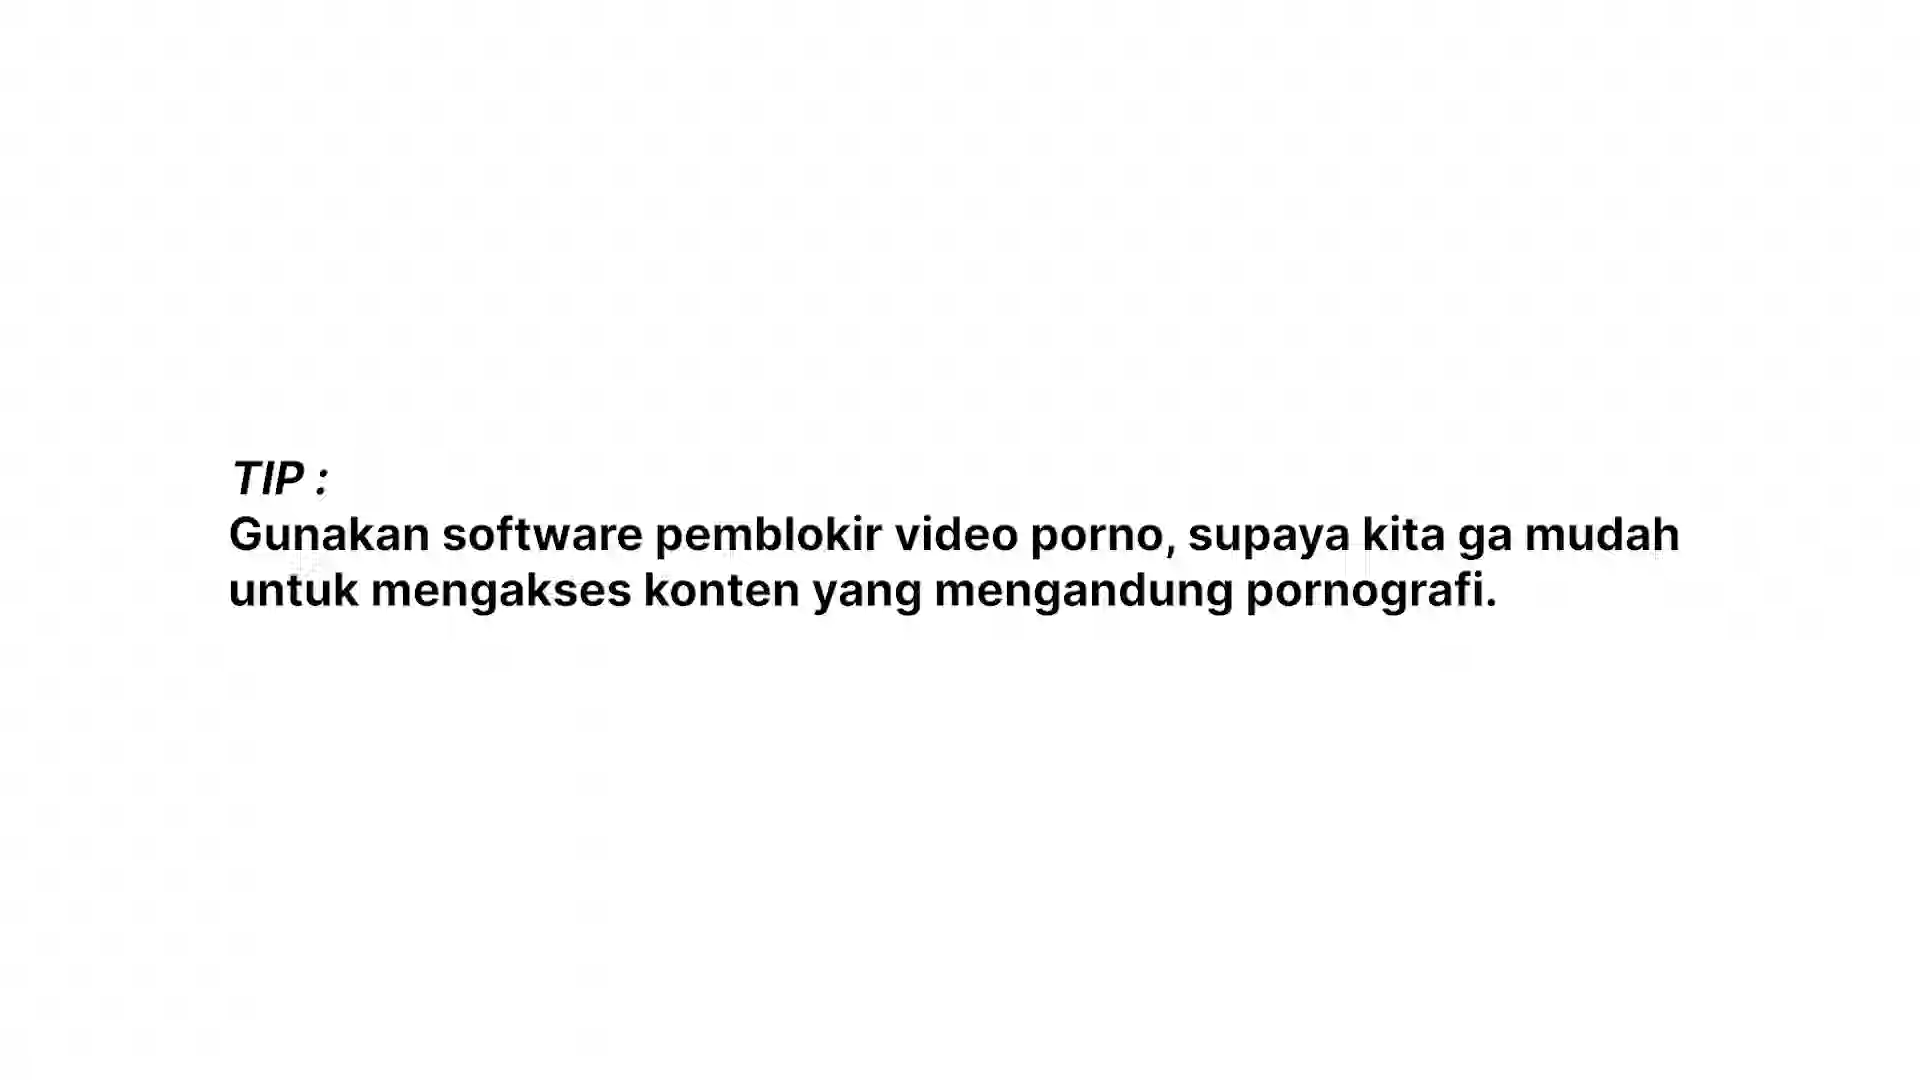 TIP :
Gunakan software pemblokir video porno, supaya kita ga mudah
untuk mengakses konten yang mengandung pornografi.